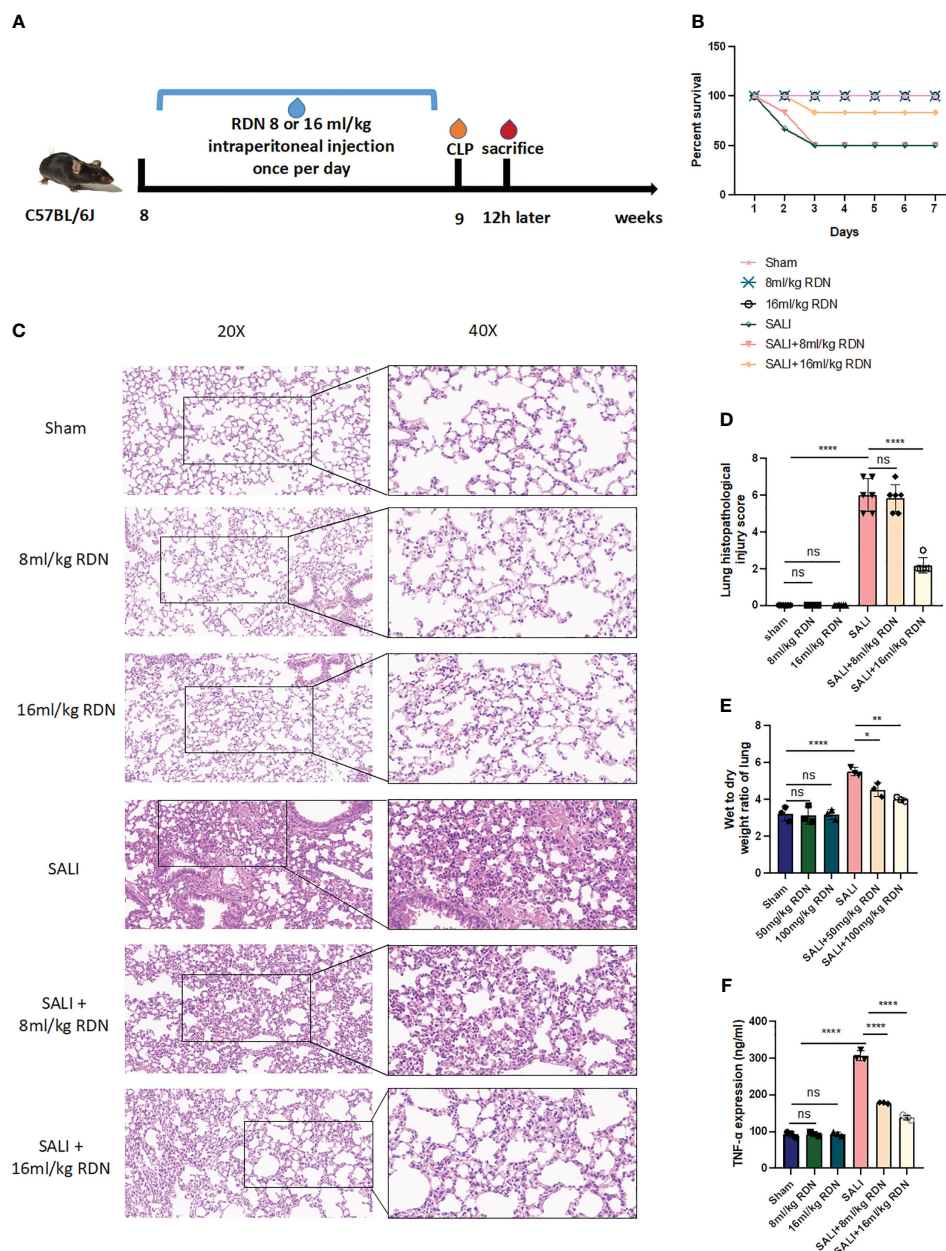 A
RDN 8 or 16 ml/kg
intraperitoneal injection
once per day
CLP
sacrifice
C57BL/6J
8
9
12h later
weeks
B
Percent survival
150
100
50
0
1 2 3 4 5 6 7
Days
Sham
8ml/kg RDN
16ml/kg RDN
SALI
SALI+8ml/kg RDN
SALI+16ml/kg RDN
C
20X
40X
Sham
8ml/kg RDN
16ml/kg RDN
SALI
SALI +
8ml/kg RDN
SALI +
16ml/kg RDN
D
Lung histopathological
injury score
8
6
4
2
0
ns
ns
****
ns
****
sham
8ml/kg RDN
16ml/kg RDN
SALI
SALI+8ml/kg RDN
SALI+16ml/kg RDN
E
Wet to dry
weight ratio of lung
8
6
4
2
0
ns
ns
****
*
**
Sham
50mg/kg RDN
100mg/kg RDN
SALI
SALI+50mg/kg RDN
SALI+100mg/kg RDN
F
TNF-α expression (ng/ml)
400
300
200
100
0
ns
ns
****
****
****
Sham
8ml/kg RDN
16ml/kg RDN
SALI
SALI+8ml/kg RDN
SALI+16ml/kg RDN